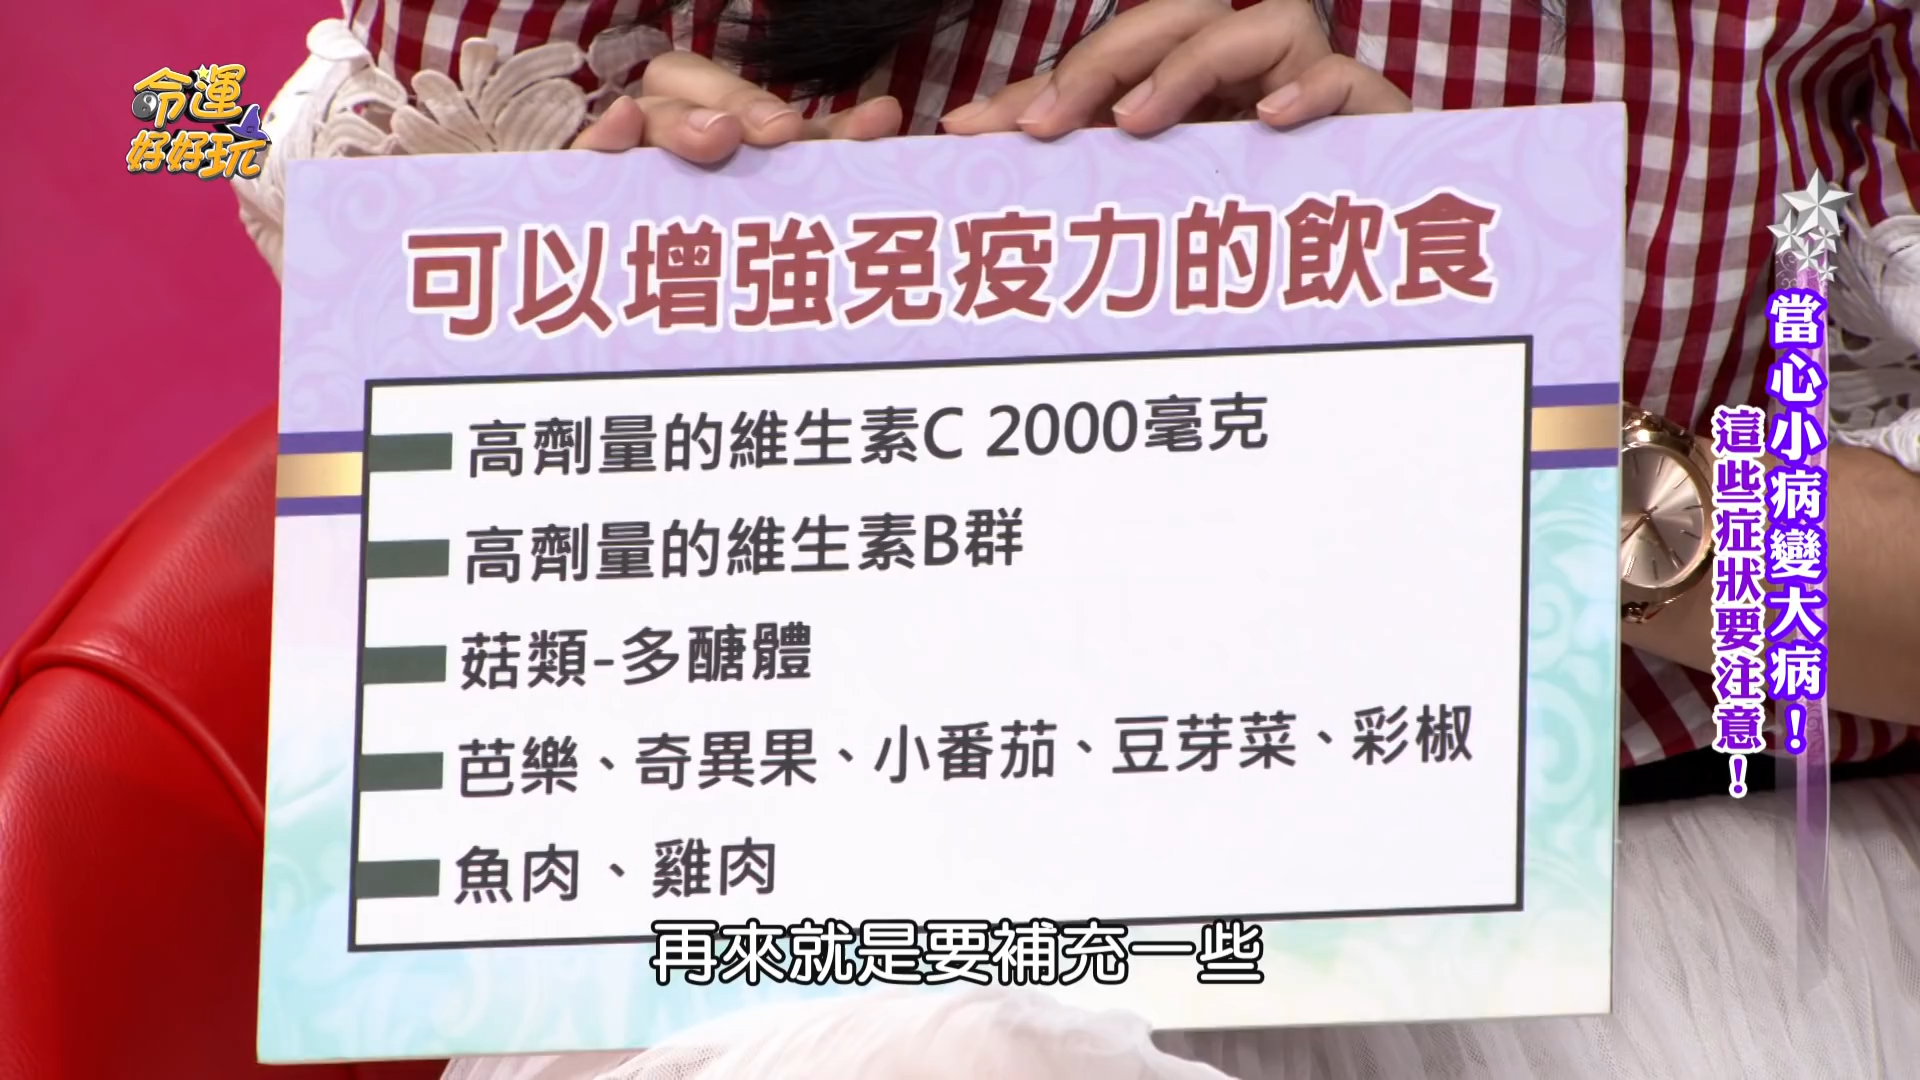 命運
好好玩
可以增強免疫力的飲食
高劑量的維生素C 2000毫克
高劑量的維生素B群
菇類-多醣體
芭樂、奇異果、小番茄、豆芽菜、彩椒
魚肉、雞肉
當心小病變大病！
這些症狀要注意！
再來就是要補充一些